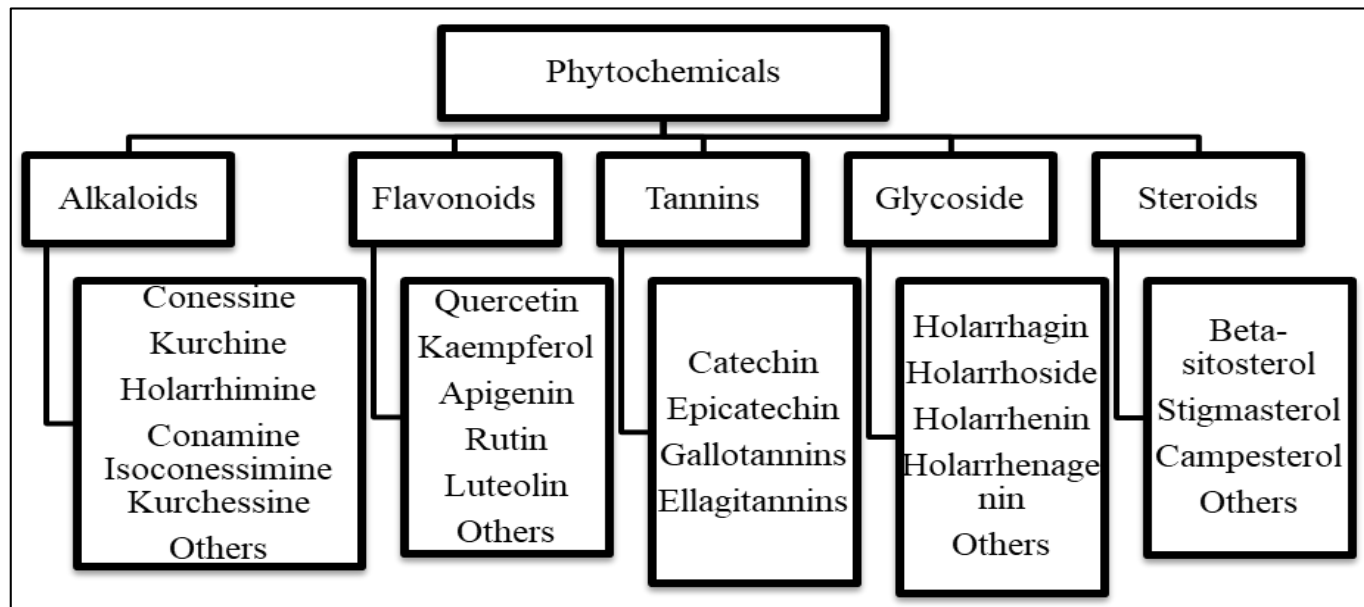 Phytochemicals
Alkaloids
Flavonoids
Tannins
Glycoside
Steroids
Conessine
Kurchine
Holarrhimine
Conamine
Isoconessimine
Kurchessine
Others
Quercetin
Kaempferol
Apigenin
Rutin
Luteolin
Others
Catechin
Epicatechin
Gallotannins
Ellagitannins
Holarrhagin
Holarrhoside
Holarrhenin
Holarrhenage
nin
Others
Beta-
sitosterol
Stigmasterol
Campesterol
Others